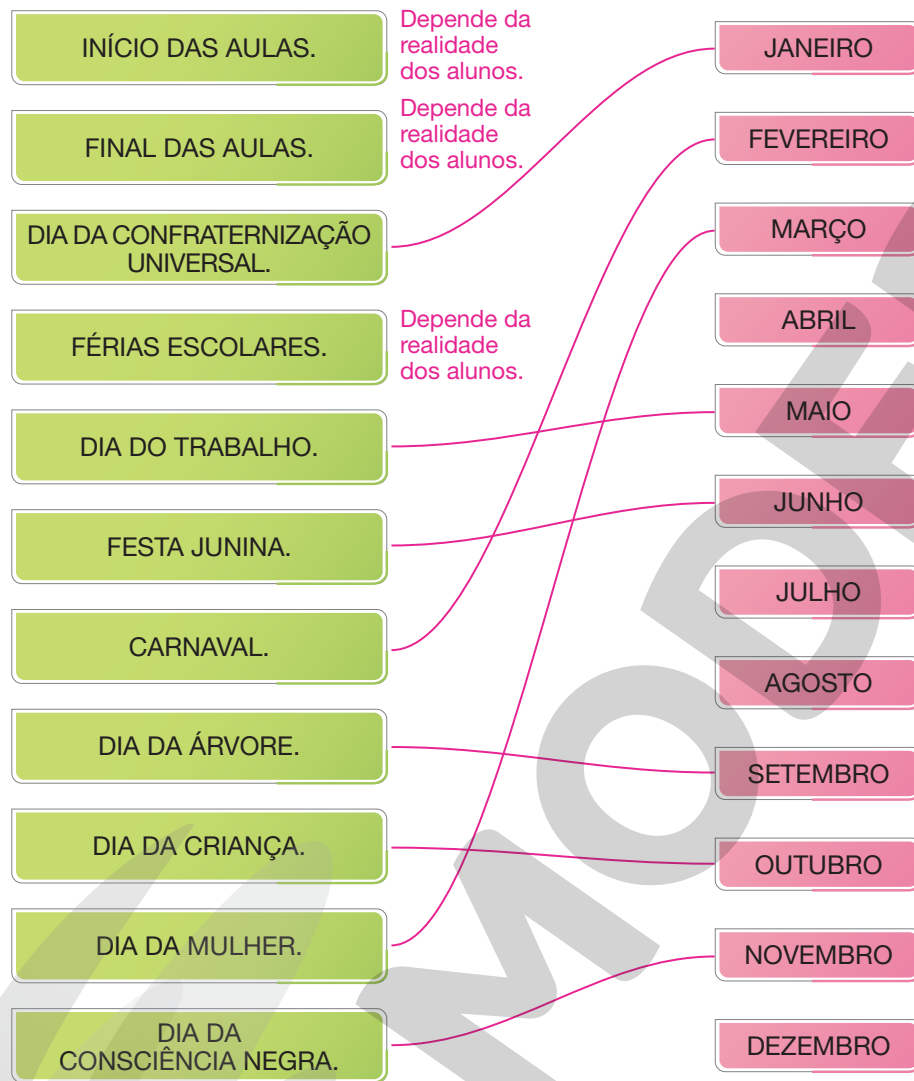 INÍCIO DAS AULAS.
Depende da
realidade
dos alunos.
FINAL DAS AULAS.
Depende da
realidade
dos alunos.
DIA DA CONFRATERNIZAÇÃO
UNIVERSAL.
FÉRIAS ESCOLARES.
Depende da
realidade
dos alunos.
DIA DO TRABALHO.
FESTA JUNINA.
CARNAVAL.
DIA DA ÁRVORE.
DIA DA CRIANÇA.
DIA DA MULHER.
DIA DA
CONSCIÊNCIA NEGRA.
JANEIRO
FEVEREIRO
MARÇO
ABRIL
MAIO
JUNHO
JULHO
AGOSTO
SETEMBRO
OUTUBRO
NOVEMBRO
DEZEMBRO
MODE